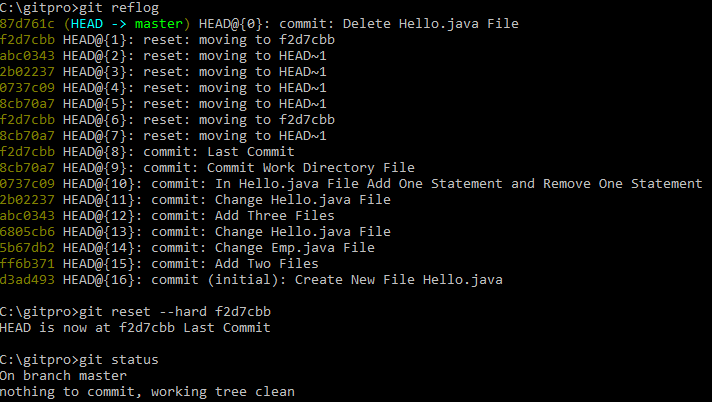 C:\gitpro>git reflog
87d761c (HEAD -> master) HEAD@{0}: commit: Delete Hello.java File
f2d7cbb HEAD@{1}: reset: moving to f2d7cbb
abc0343 HEAD@{2}: reset: moving to HEAD~1
2b02237 HEAD@{3}: reset: moving to HEAD~1
0737c09 HEAD@{4}: reset: moving to HEAD~1
8cb70a7 HEAD@{5}: reset: moving to HEAD~1
f2d7cbb HEAD@{6}: reset: moving to f2d7cbb
8cb70a7 HEAD@{7}: reset: moving to HEAD~1
f2d7cbb HEAD@{8}: commit: Last Commit
8cb70a7 HEAD@{9}: commit: Commit Work Directory File
0737c09 HEAD@{10}: commit: In Hello.java File Add One Statement and Remove One Statement
2b02237 HEAD@{11}: commit: Change Hello.java File
abc0343 HEAD@{12}: commit: Add Three Files
6805cb6 HEAD@{13}: commit: Change Hello.java File
5b67db2 HEAD@{14}: commit: Change Emp.java File
ff6b371 HEAD@{15}: commit: Add Two Files
d3ad493 HEAD@{16}: commit (initial): Create New File Hello.java
C:\gitpro>git reset --hard f2d7cbb
HEAD is now at f2d7cbb Last Commit
C:\gitpro>git status
On branch master
nothing to commit, working tree clean